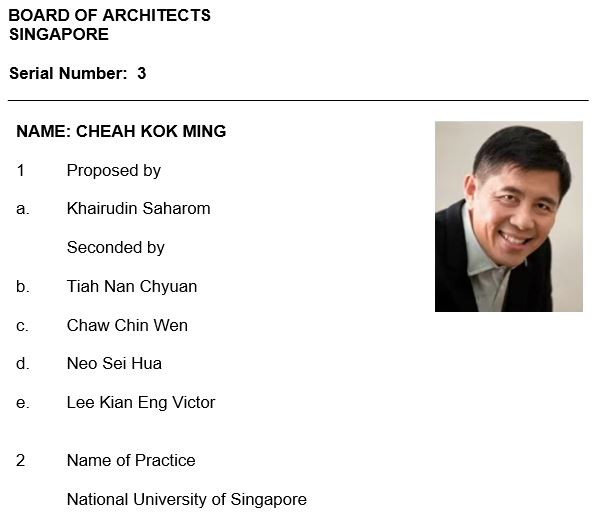 BOARD OF ARCHITECTS
SINGAPORE
Serial Number: 3
NAME: CHEAH KOK MING
1 Proposed by
a. Khairudin Saharom
Seconded by
b. Tiah Nan Chyuan
c. Chaw Chin Wen
d. Neo Sei Hua
e. Lee Kian Eng Victor
2 Name of Practice
National University of Singapore